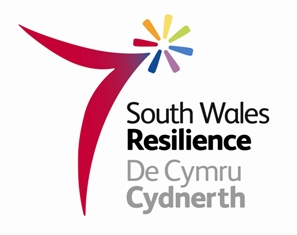 South Wales
Resilience
De Cymru
Cydnerth